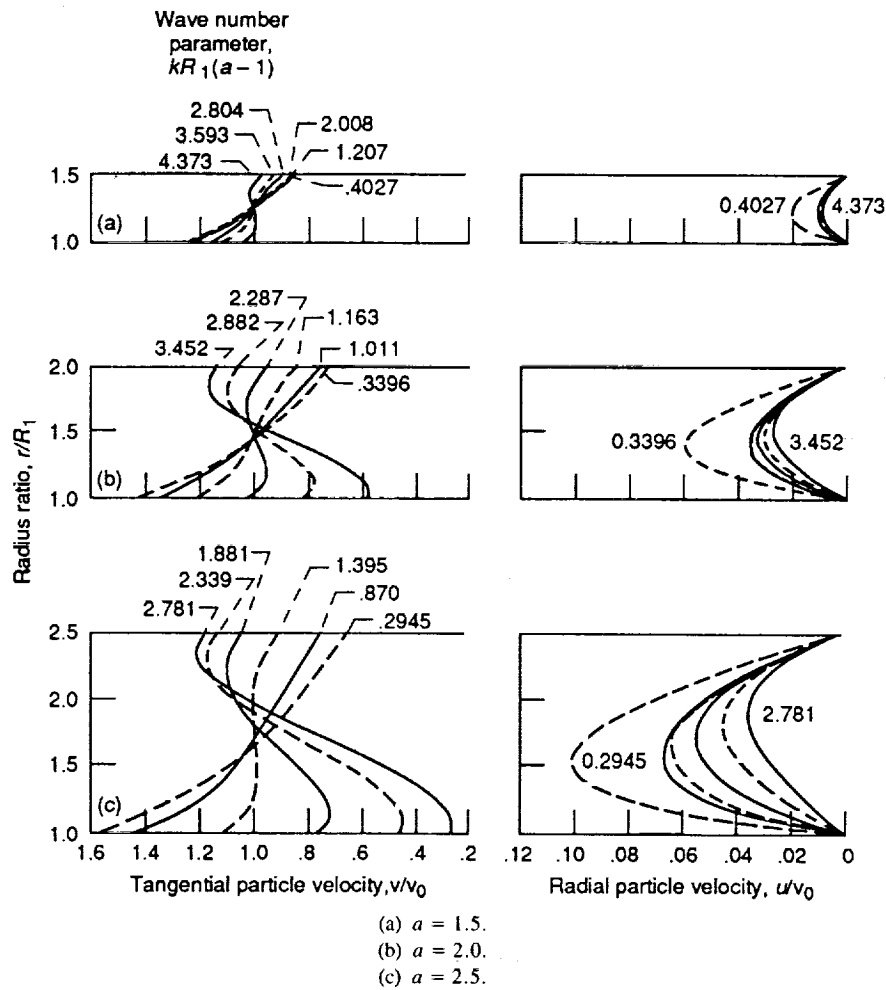 Wave number
parameter,
kR₁(a – 1)
2.804
3.593
4.373
2.008
1.207
.4027
1.5
1.0
(a)
0.4027
4.373
2.287
2.882
3.452
1.163
1.011
.3396
2.0
1.5
1.0
(b)
0.3396
3.452
Radius ratio, r/R₁
1.881
2.339
2.781
1.395
.870
.2945
2.5
2.0
1.5
1.0
(c)
0.2945
2.781
1.6 1.4 1.2 1.0 .8 .6 .4 .2
.12 .10 .08 .06 .04 .02 0
Tangential particle velocity,v/v₀
Radial particle velocity, u/v₀
(a) a = 1.5.
(b) a = 2.0.
(c) a = 2.5.